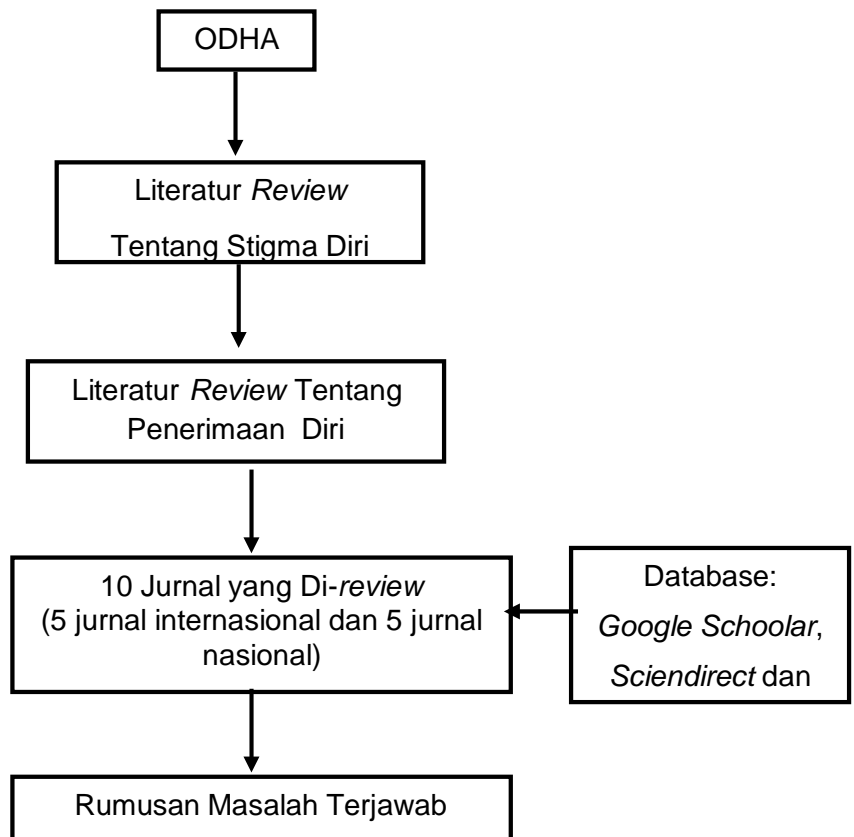 ODHA
Literatur Review
Tentang Stigma Diri
Literatur Review Tentang
Penerimaan Diri
10 Jurnal yang Di-review
(5 jurnal internasional dan 5 jurnal
nasional)
Database:
Google Schoolar,
Sciendirect dan
Rumusan Masalah Terjawab